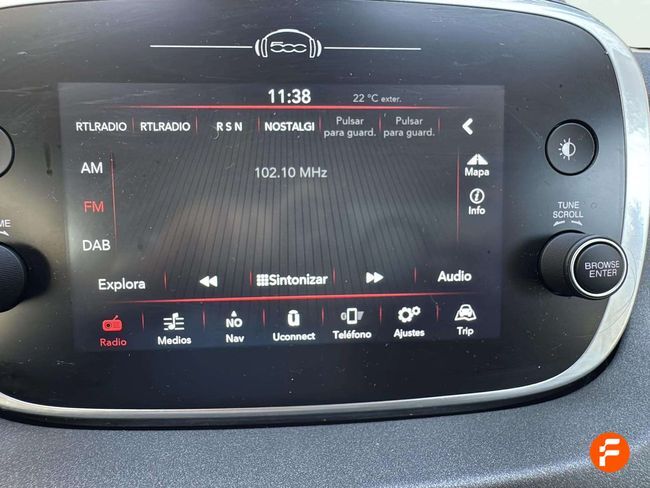 500
11:38
22 °C exter.
RTLRADIO RTLRADIO R S N NOSTALGI Pulsar para guard. Pulsar para guard.
AM
102.10 MHz
Mapa
FM
Info
DAB
Explora
Sintonizar
Audio
Radio
Medios
NO
Nav
Uconnect
Teléfono
Ajustes
Trip
TUNE
SCROLL
BROWSE
ENTER